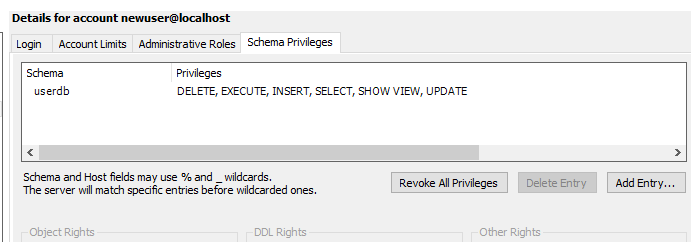 Details for account newuser@localhost
Login Account Limits Administrative Roles Schema Privileges
Schema Privileges
userdb DELETE, EXECUTE, INSERT, SELECT, SHOW VIEW, UPDATE
Schema and Host fields may use % and _ wildcards.
The server will match specific entries before wildcarded ones.
Revoke All Privileges Delete Entry Add Entry...
Object Rights DDL Rights Other Rights